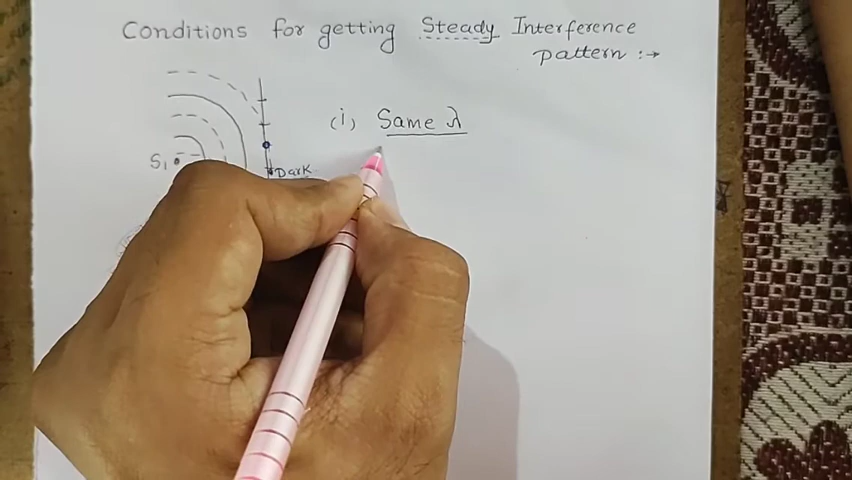 Conditions for getting Steady Interference
pattern :→
(i) Same λ
S₁
Dark